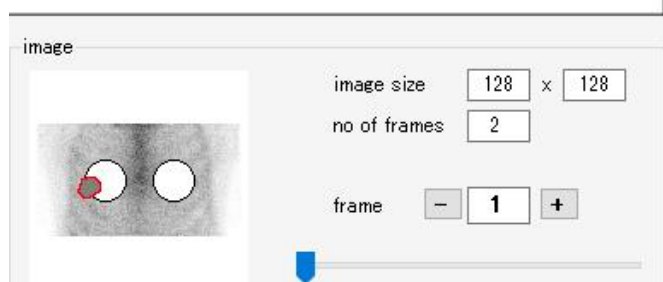 image
image size 128 x 128
no of frames 2
frame - 1 +